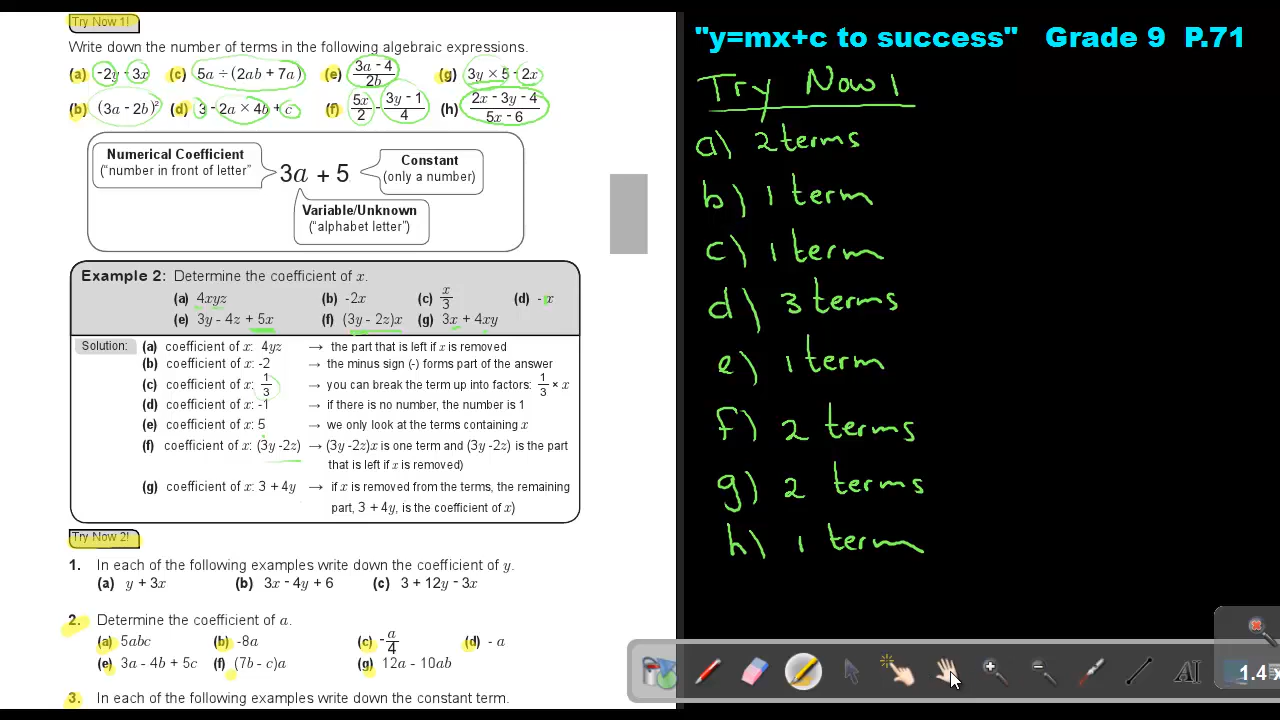 Try Now 1!
Write down the number of terms in the following algebraic expressions.
(a) -2y - 3x (c) 5a ÷ (2ab + 7a) (e) (3a - 4)/(2b) (g) 3y × 5 - 2x
(b) (3a - 2b)² (d) 3 - 2a × 4b + c (f) 5x/2 - (3y - 1)/4 (h) (2x - 3y - 4)/(5x - 6)
Numerical Coefficient
("number in front of letter"
3a + 5
Constant
(only a number)
Variable/Unknown
("alphabet letter")
Example 2: Determine the coefficient of x.
(a) 4xyz (b) -2x (c) x/3 (d) -x
(e) 3y - 4z + 5x (f) (3y - 2z)x (g) 3x + 4xy
Solution: (a) coefficient of x: 4yz → the part that is left if x is removed
(b) coefficient of x: -2 → the minus sign (-) forms part of the answer
(c) coefficient of x: 1/3 → you can break the term up into factors: 1/3 × x
(d) coefficient of x: -1 → if there is no number, the number is 1
(e) coefficient of x: 5 → we only look at the terms containing x
(f) coefficient of x: (3y -2z) → (3y -2z)x is one term and (3y -2z) is the part
that is left if x is removed)
(g) coefficient of x: 3 + 4y → if x is removed from the terms, the remaining
part, 3 + 4y, is the coefficient of x)
Try Now 2!
1. In each of the following examples write down the coefficient of y.
(a) y + 3x (b) 3x - 4y + 6 (c) 3 + 12y - 3x
2. Determine the coefficient of a.
(a) 5abc (b) -8a (c) -a/4 (d) - a
(e) 3a - 4b + 5c (f) (7b - c)a (g) 12a - 10ab
3. In each of the following examples write down the constant term.
"y=mx+c to success" Grade 9 P.71
Try Now 1
a) 2 terms
b) 1 term
c) 1 term
d) 3 terms
e) 1 term
f) 2 terms
g) 2 terms
h) 1 term
AI
1.4 x